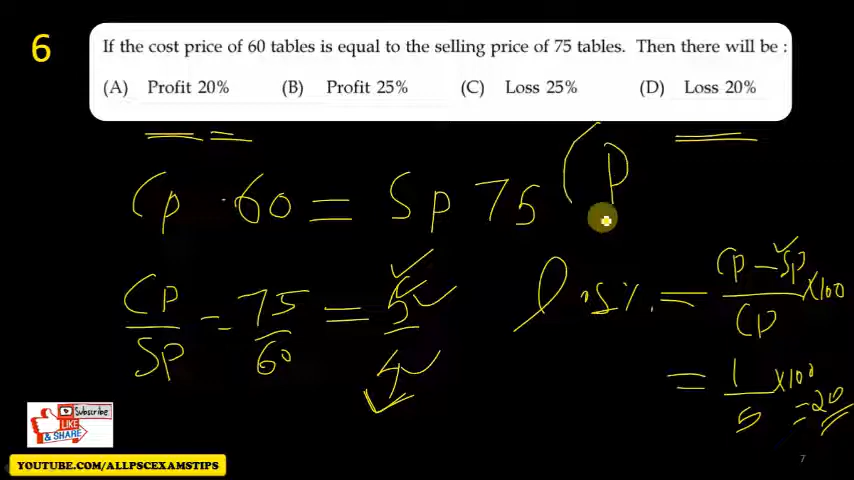 6
If the cost price of 60 tables is equal to the selling price of 75 tables. Then there will be :
(A) Profit 20% (B) Profit 25% (C) Loss 25% (D) Loss 20%
Cp . 60 = Sp 75 Cp
Cp/SP = 75/60 = 5/4
loss% = Cp - Sp/Cp x100
= 1/5 x100 = 20
Subscribe
LIKE
& SHARE
YOUTUBE.COM/ALLPSCEXAMSTIPS
7